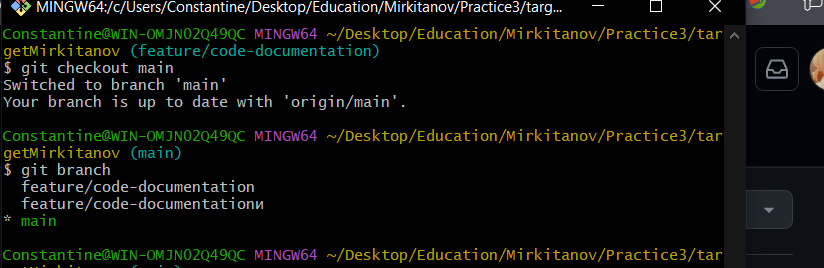 MINGW64:/c/Users/Constantine/Desktop/Education/Mirkitanov/Practice3/targ...
Constantine@WIN-OMJNO2Q49QC MINGW64 ~/Desktop/Education/Mirkitanov/Practice3/tar
getMirkitanov (feature/code-documentation)
$ git checkout main
Switched to branch 'main'
Your branch is up to date with 'origin/main'.
Constantine@WIN-OMJNO2Q49QC MINGW64 ~/Desktop/Education/Mirkitanov/Practice3/tar
getMirkitanov (main)
$ git branch
feature/code-documentation
feature/code-documentationи
* main
Constantine@WIN-OMJNO2Q49QC MINGW64 ~/Desktop/Education/Mirkitanov/Practice3/tar